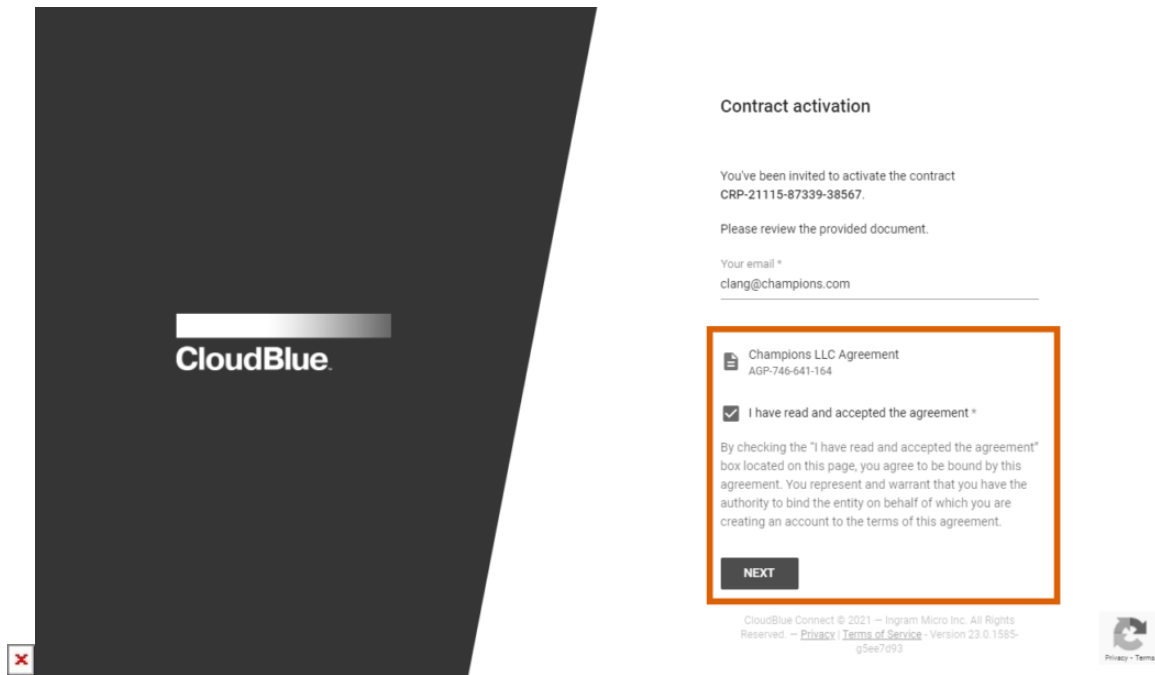 Contract activation
You've been invited to activate the contract
CRP-21115-87339-38567.
Please review the provided document.
Your email *
clang@champions.com
CloudBlue.
Champions LLC Agreement
AGP-746-641-164
I have read and accepted the agreement *
By checking the "I have read and accepted the agreement"
box located on this page, you agree to be bound by this
agreement. You represent and warrant that you have the
authority to bind the entity on behalf of which you are
creating an account to the terms of this agreement.
NEXT
CloudBlue Connect © 2021 — Ingram Micro Inc. All Rights
Reserved. — Privacy | Terms of Service - Version 23.0.1585-
g5ee7d93
Privacy - Terms